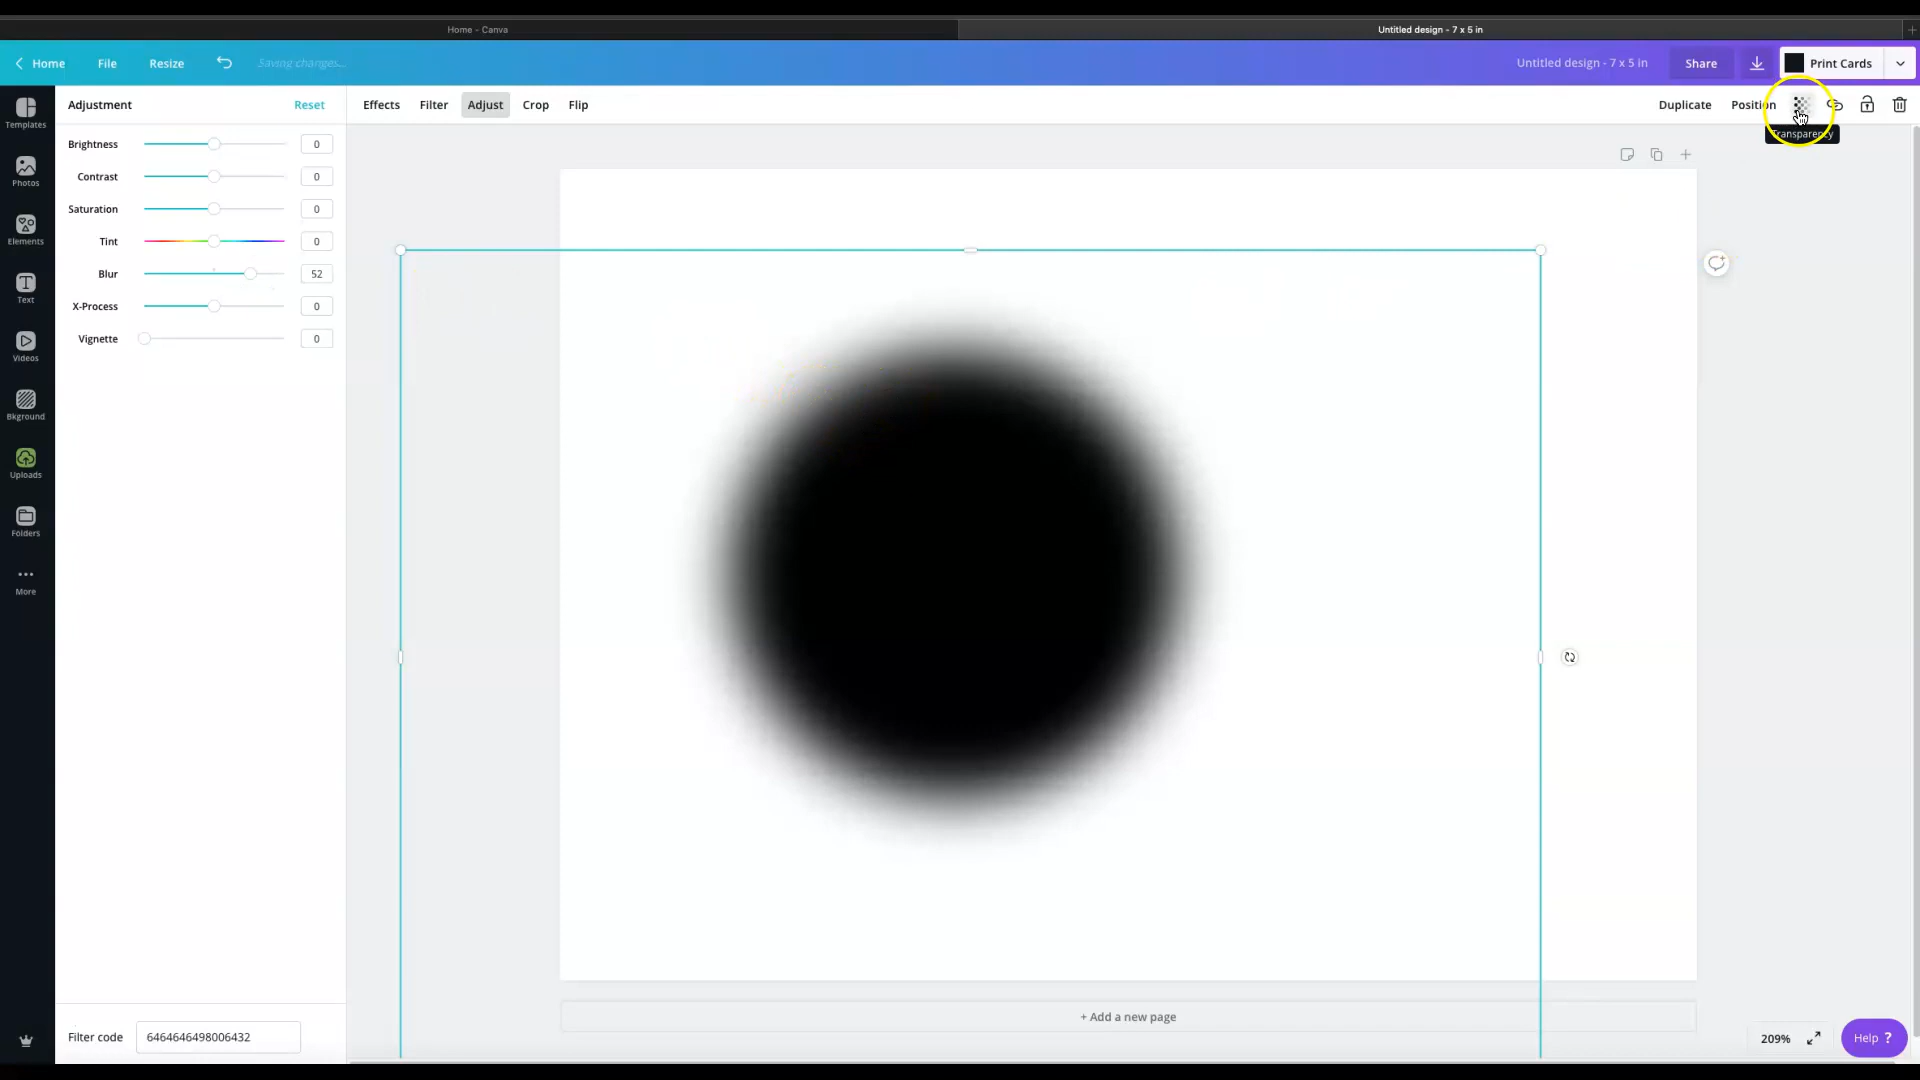 Home - Canva
Untitled design - 7 x 5 in
Home
File
Resize
Saving changes...
Untitled design - 7 x 5 in
Share
Print Cards
Adjustment
Reset
Effects
Filter
Adjust
Crop
Flip
Duplicate
Position
Transparency
Templates
Photos
Elements
Text
Videos
Bkground
Uploads
Folders
More
Brightness
0
Contrast
0
Saturation
0
Tint
0
Blur
52
X-Process
0
Vignette
0
+ Add a new page
Filter code
6464646498006432
209%
Help ?